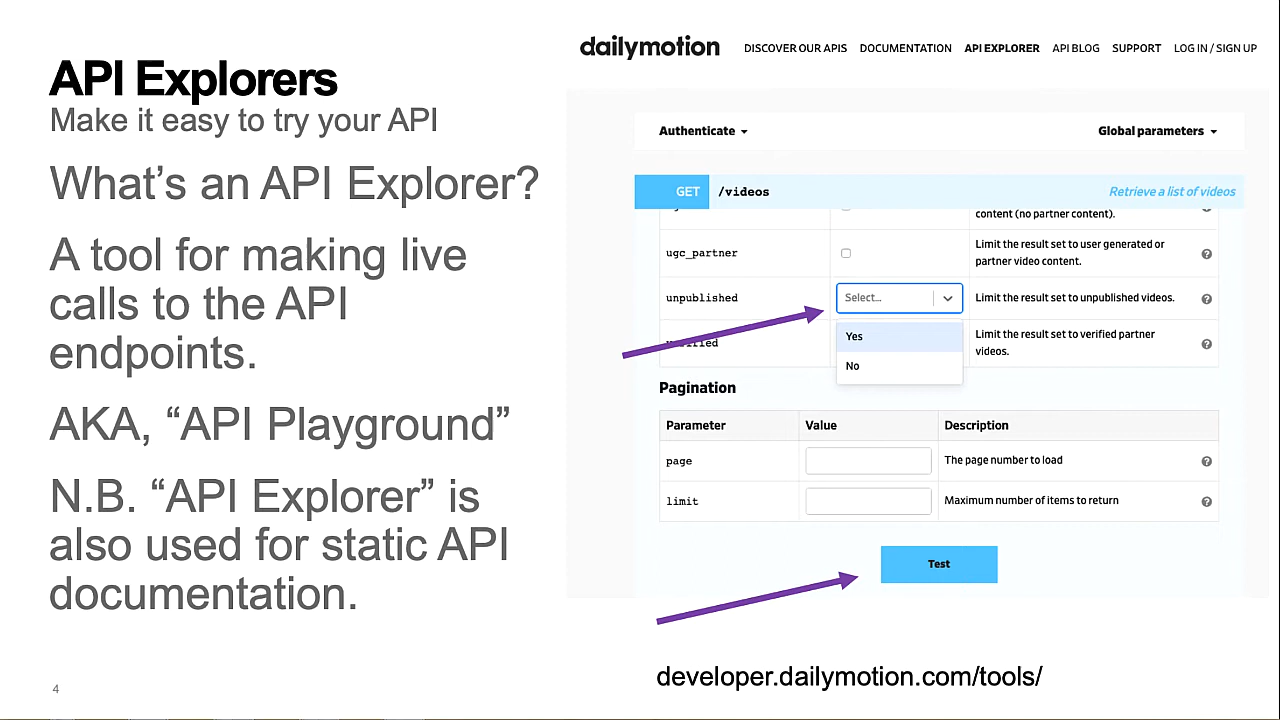 API Explorers
Make it easy to try your API
What’s an API Explorer?
A tool for making live
calls to the API
endpoints.
AKA, “API Playground”
N.B. “API Explorer” is
also used for static API
documentation.
4
dailymotion DISCOVER OUR APIS DOCUMENTATION API EXPLORER API BLOG SUPPORT LOG IN / SIGN UP
Authenticate Global parameters
GET /videos Retrieve a list of videos
content (no partner content).
ugc_partner
Limit the result set to user generated or
partner video content.
unpublished Select... Limit the result set to unpublished videos.
Yes
No
Limit the result set to verified partner
videos.
Pagination
Parameter Value Description
page The page number to load
limit Maximum number of items to return
Test
developer.dailymotion.com/tools/